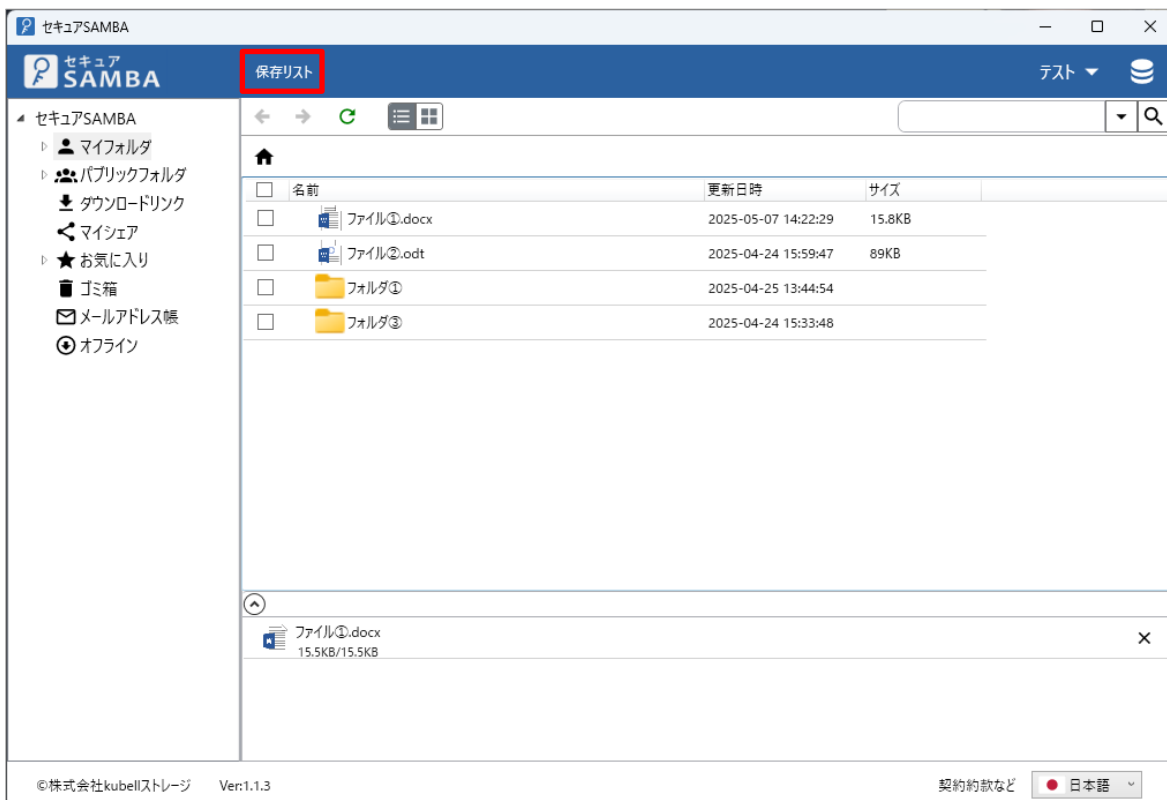 セキュアSAMBA
セキュア
SAMBA
保存リスト
テスト
セキュアSAMBA
マイフォルダ
パブリックフォルダ
ダウンロードリンク
マイシェア
お気に入り
ゴミ箱
メールアドレス帳
オフライン
名前 更新日時 サイズ
ファイル①.docx 2025-05-07 14:22:29 15.8KB
ファイル②.odt 2025-04-24 15:59:47 89KB
フォルダ① 2025-04-25 13:44:54
フォルダ③ 2025-04-24 15:33:48
ファイル①.docx
15.5KB/15.5KB
©株式会社kubellストレージ Ver:1.1.3 契約約款など 日本語